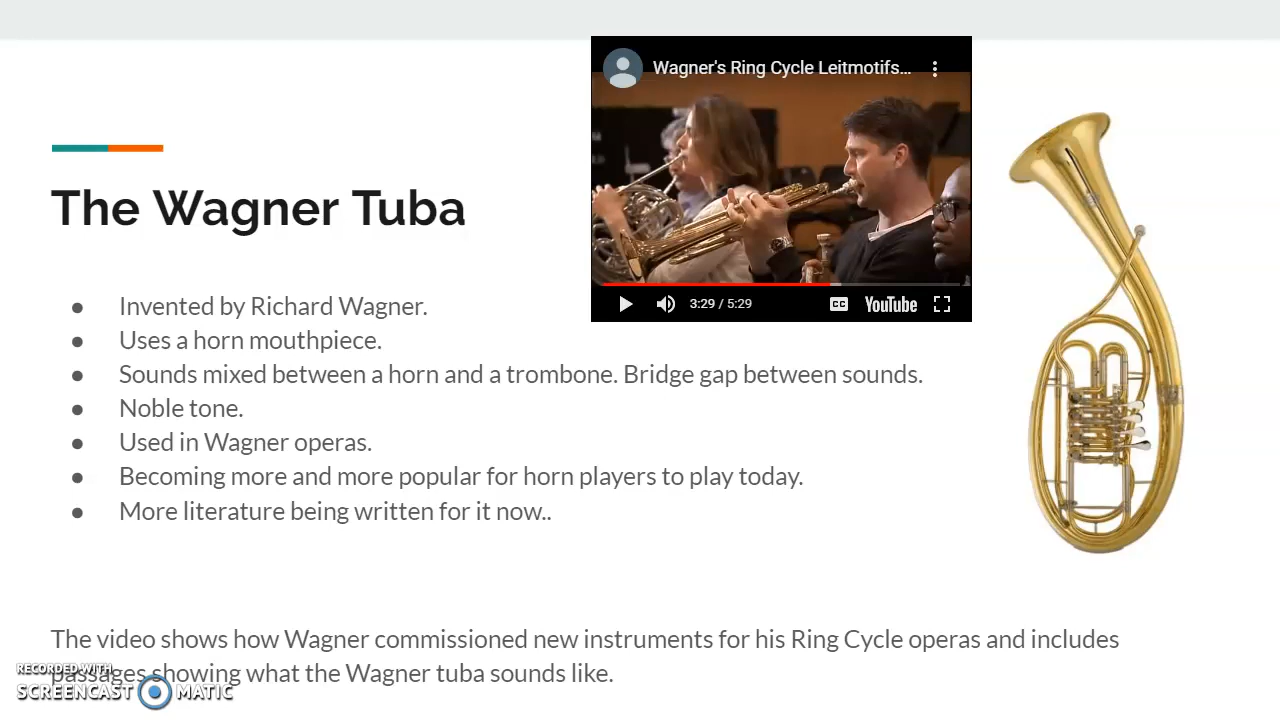 Wagner's Ring Cycle Leitmotifs...
3:29 / 5:29
CC
YouTube
The Wagner Tuba
● Invented by Richard Wagner.
● Uses a horn mouthpiece.
● Sounds mixed between a horn and a trombone. Bridge gap between sounds.
● Noble tone.
● Used in Wagner operas.
● Becoming more and more popular for horn players to play today.
● More literature being written for it now..
The video shows how Wagner commissioned new instruments for his Ring Cycle operas and includes
passages showing what the Wagner tuba sounds like.
RECORDED WITH
SCREENCAST MATIC